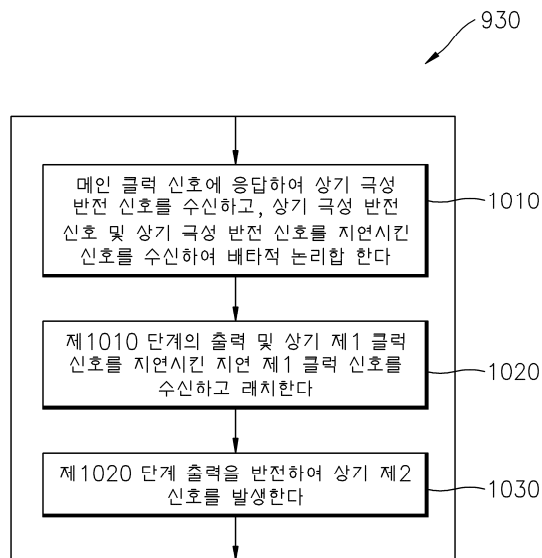 930
메인 클럭 신호에 응답하여 상기 극성
반전 신호를 수신하고, 상기 극성 반전
신호 및 상기 극성 반전 신호를 지연시킨
신호를 수신하여 배타적 논리합 한다
1010
제1010 단계의 출력 및 상기 제1 클럭
신호를 지연시킨 지연 제1 클럭 신호를
수신하고 래치한다
1020
제1020 단계 출력을 반전하여 상기 제2
신호를 발생한다
1030